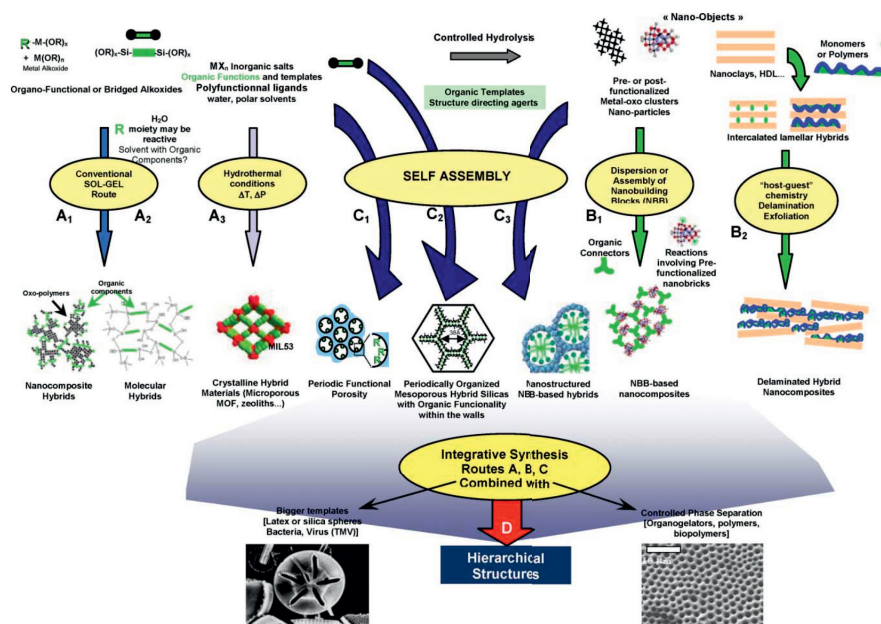 R-M-(OR)x
+ M(OR)n
Metal Alkoxide
(OR)x-Si-
-Si-(OR)x
Organo-Functional or Bridged Alkoxides
MXn Inorganic salts
Organic Functions and templates
Polyfunctionnal ligands
water, polar solvents
Controlled Hydrolysis
Organic Templates
Structure directing agents
« Nano-Objects »
Pre- or post-
functionalized
Metal-oxo clusters
Nano-particles
Nanoclays, HDL...
Monomers
or Polymers
Intercalated lamellar Hybrids
R
H2O
moiety may be
reactive
Solvent with Organic
Components?
Conventional
SOL-GEL
Route
A1
A2
Hydrothermal
conditions
ΔT, ΔP
A3
SELF ASSEMBLY
C1
C2
C3
Dispersion or
Assembly of
Nanobuilding
Blocks (NBB)
B1
"host-guest"
chemistry
Delamination
Exfoliation
B2
Organic
Connectors
Reactions
involving Pre-
functionalized
nanobricks
Oxo-polymers
Organic
components
MIL53
R
R
R
Nanocomposite
Hybrids
Molecular
Hybrids
Crystalline Hybrid
Materials (Microporous
MOF, zeoliths...)
Periodic Functional
Porosity
Periodically Organized
Mesoporous Hybrid Silicas
with Organic Funcionality
within the walls
Nanostructured
NBB-based hybrids
NBB-based
nanocomposites
Delaminated Hybrid
Nanocomposites
Integrative Synthesis
Routes A, B, C
Combined with
Bigger templates
[Latex or silica spheres
Bacteria, Virus (TMV)]
D
Controlled Phase Separation
[Organogelators, polymers,
biopolymers]
Hierarchical
Structures